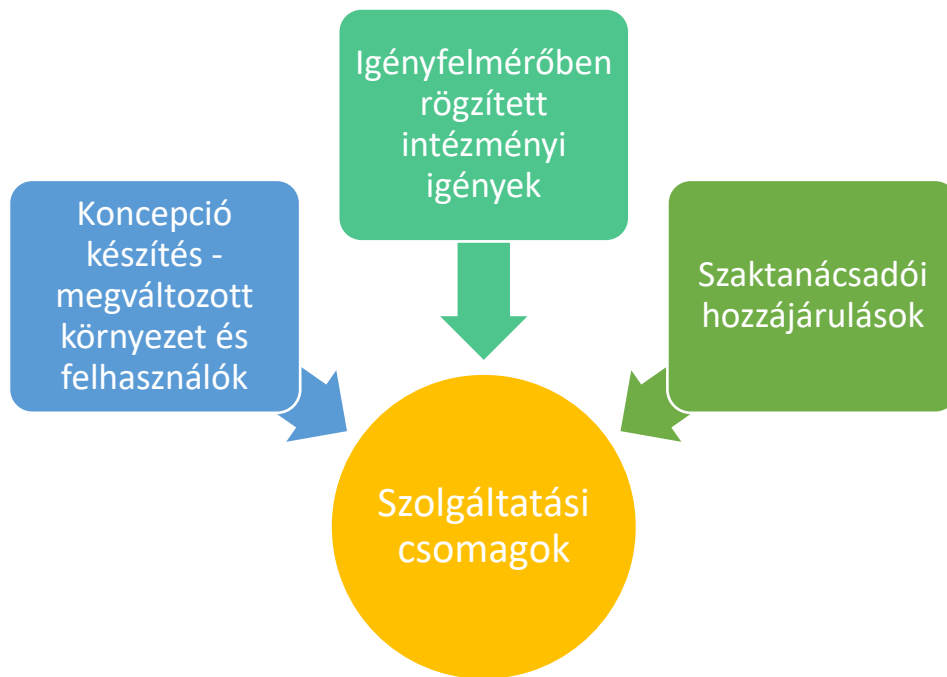 Igényfelmérőben
rögzített
intézményi
igények
Koncepció
készítés -
megváltozott
környezet és
felhasználók
Szaktanácsadói
hozzájárulások
Szolgáltatási
csomagok